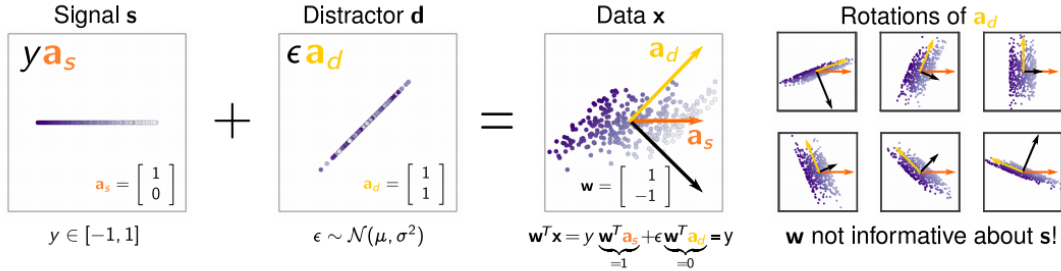 Signal s
Distractor d
Data x
Rotations of a_d
y a_s
+
ϵ a_d
=
a_d
a_s
a_s = [ 1 0 ]
a_d = [ 1 1 ]
w = [ 1 −1 ]
y ∈ [−1, 1]
ϵ ∼ N(μ, σ²)
w^T x = y w^T a_s + ϵ w^T a_d = y
=1
=0
w not informative about s!